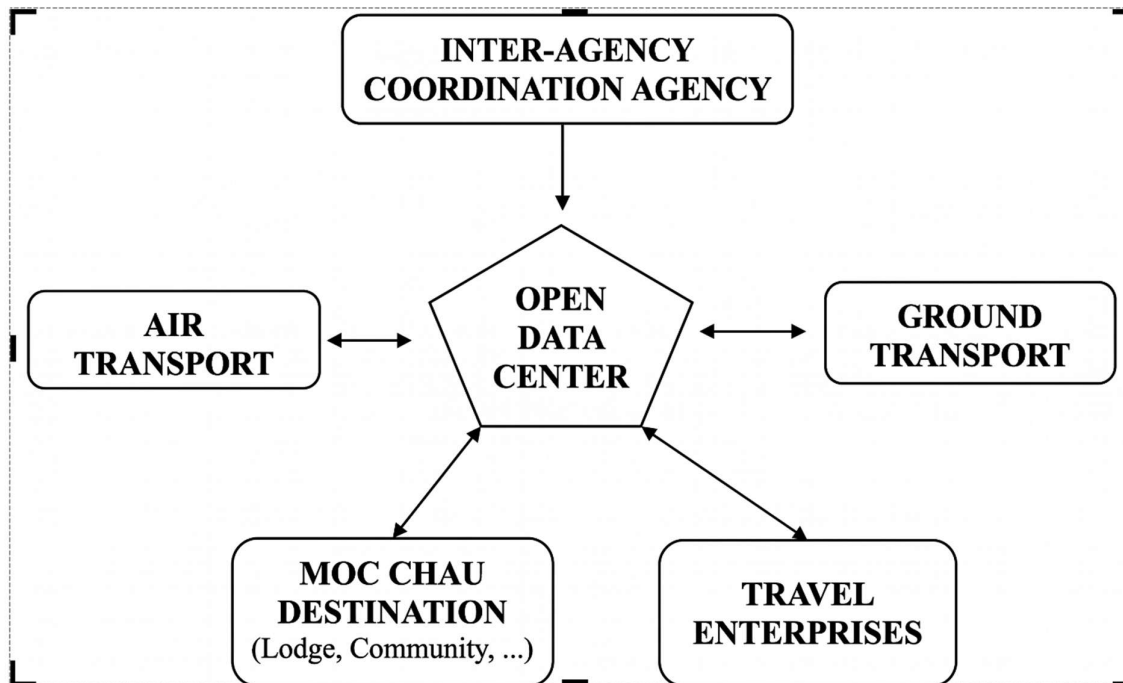 INTER-AGENCY
COORDINATION AGENCY
AIR
TRANSPORT
OPEN
DATA
CENTER
GROUND
TRANSPORT
MOC CHAU
DESTINATION
(Lodge, Community, ...)
TRAVEL
ENTERPRISES